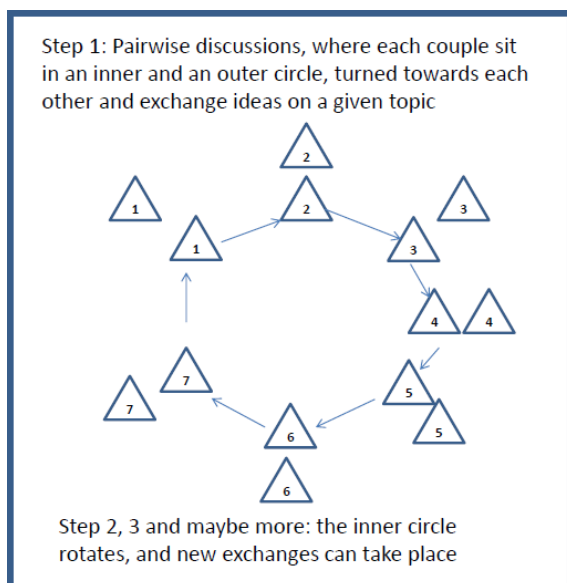 Step 1: Pairwise discussions, where each couple sit
in an inner and an outer circle, turned towards each
other and exchange ideas on a given topic
2
1
2
3
1
3
4
4
7
5
7
5
6
6
Step 2, 3 and maybe more: the inner circle
rotates, and new exchanges can take place